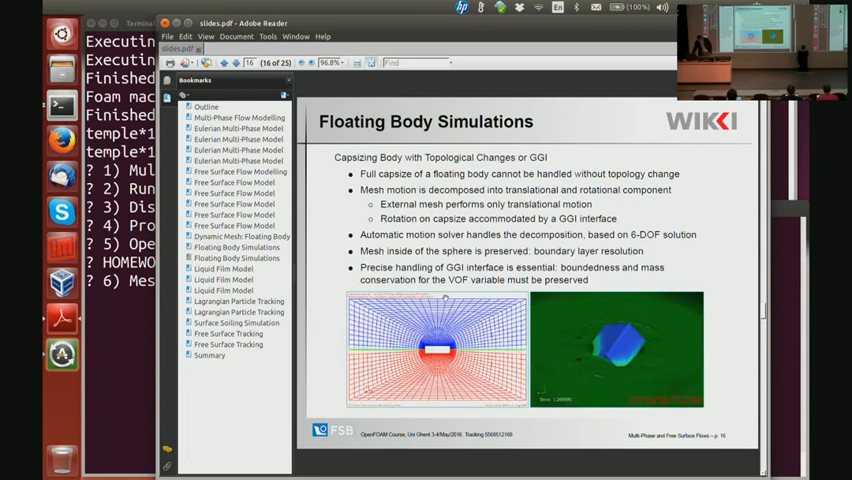 Terminal
slides.pdf - Adobe Reader
En
(100%)
File Edit View Document Tools Window Help
slides.pdf
16 (16 of 25)
96.8%
Find
Executin
Executin
Finished
Foam mac
Finished
temple*1
temple*1
? 1) Mul
? 2) Run
? 3) Dis
? 4) Pro
? 5) Ope
? HOMEWO
? 6) Mes
Bookmarks
Outline
Multi-Phase Flow Modelling
Eulerian Multi-Phase Model
Eulerian Multi-Phase Model
Eulerian Multi-Phase Model
Eulerian Multi-Phase Model
Free Surface Flow Modelling
Free Surface Flow Model
Free Surface Flow Model
Free Surface Flow Model
Free Surface Flow Model
Free Surface Flow Model
Dynamic Mesh: Floating Body
Floating Body Simulations
Floating Body Simulations
Liquid Film Model
Liquid Film Model
Liquid Film Model
Lagrangian Particle Tracking
Lagrangian Particle Tracking
Surface Soiling Simulation
Free Surface Tracking
Free Surface Tracking
Summary
Floating Body Simulations
WIKKI
Capsizing Body with Topological Changes or GGI
• Full capsize of a floating body cannot be handled without topology change
• Mesh motion is decomposed into translational and rotational component
○ External mesh performs only translational motion
○ Rotation on capsize accommodated by a GGI interface
• Automatic motion solver handles the decomposition, based on 6-DOF solution
• Mesh inside of the sphere is preserved: boundary layer resolution
• Precise handling of GGI interface is essential: boundedness and mass
conservation for the VOF variable must be preserved
FSB
OpenFOAM Course, Uni Ghent 3-4/May/2016. Tracking 5568512168
Multi-Phase and Free Surface Flows – p. 16